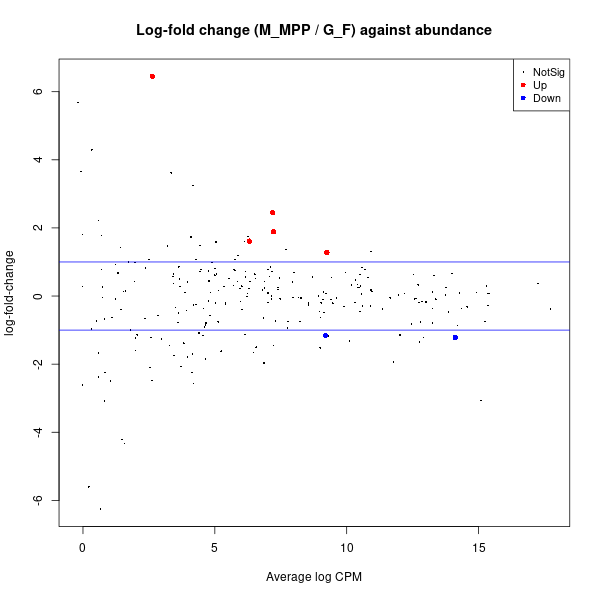 Log-fold change (M_MPP / G_F) against abundance
NotSig
Up
Down
6
4
2
0
-2
-4
-6
log-fold-change
0
5
10
15
Average log CPM